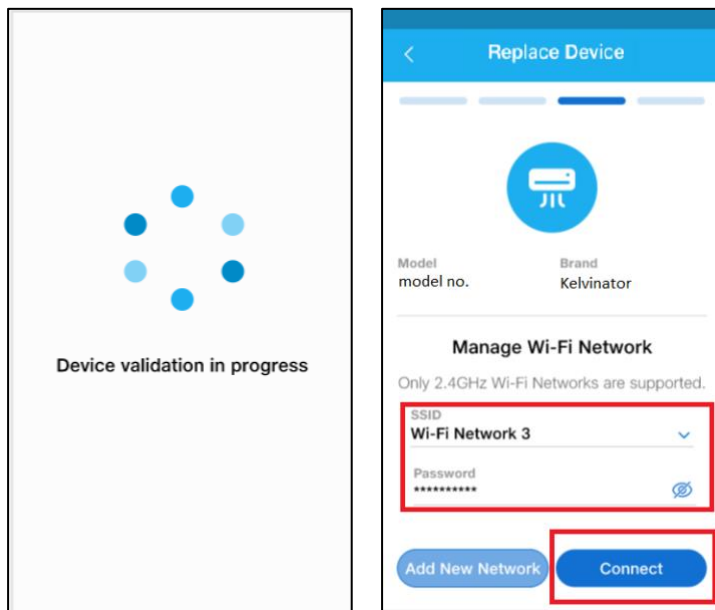 Device validation in progress
Replace Device
Model Brand
model no. Kelvinator
Manage Wi-Fi Network
Only 2.4GHz Wi-Fi Networks are supported.
SSID
Wi-Fi Network 3
Password
**********
Add New Network Connect